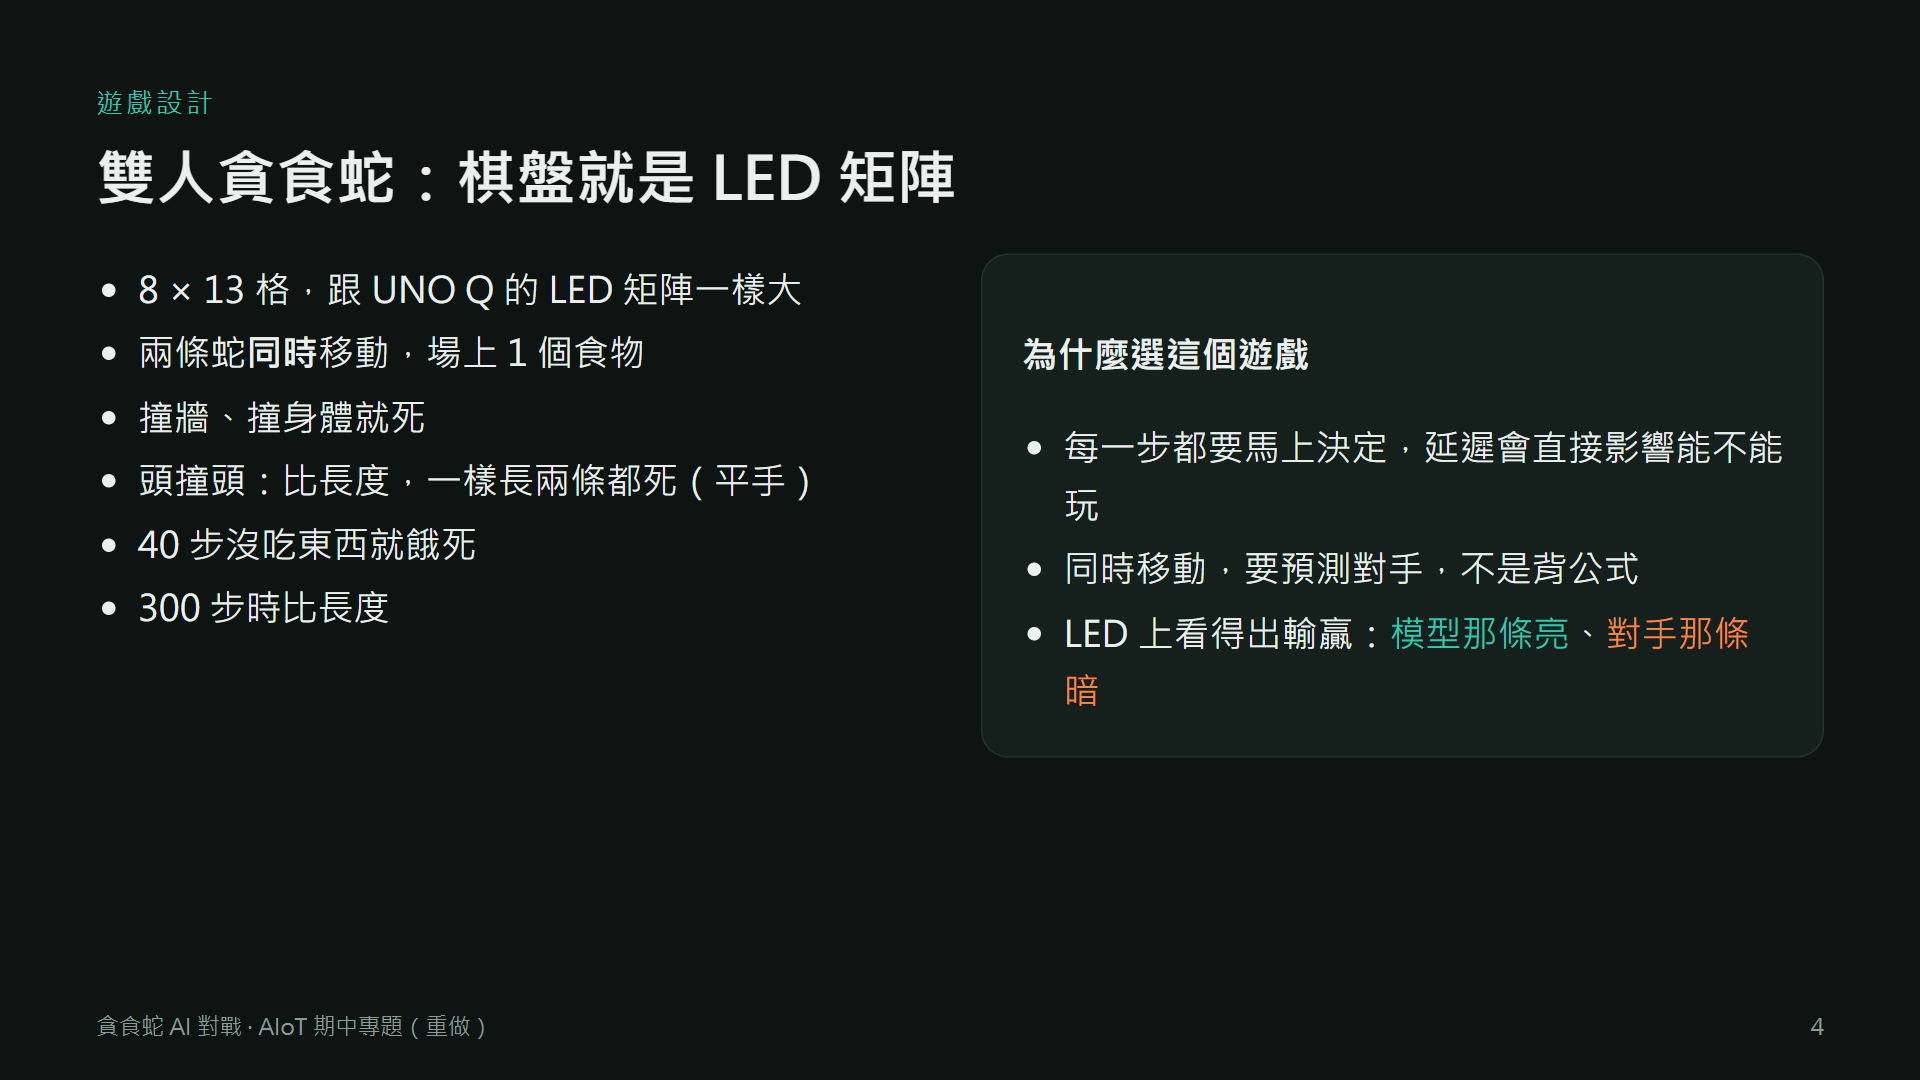 遊戲設計
雙人貪食蛇：棋盤就是 LED 矩陣
• 8 × 13 格，跟 UNO Q 的 LED 矩陣一樣大
• 兩條蛇同時移動，場上 1 個食物
• 撞牆、撞身體就死
• 頭撞頭：比長度，一樣長兩條都死（平手）
• 40 步沒吃東西就餓死
• 300 步時比長度
為什麼選這個遊戲
• 每一步都要馬上決定，延遲會直接影響能不能
玩
• 同時移動，要預測對手，不是背公式
• LED 上看得出輸贏：模型那條亮、對手那條
暗
貪食蛇 AI 對戰 · AIoT 期中專題（重做）
4